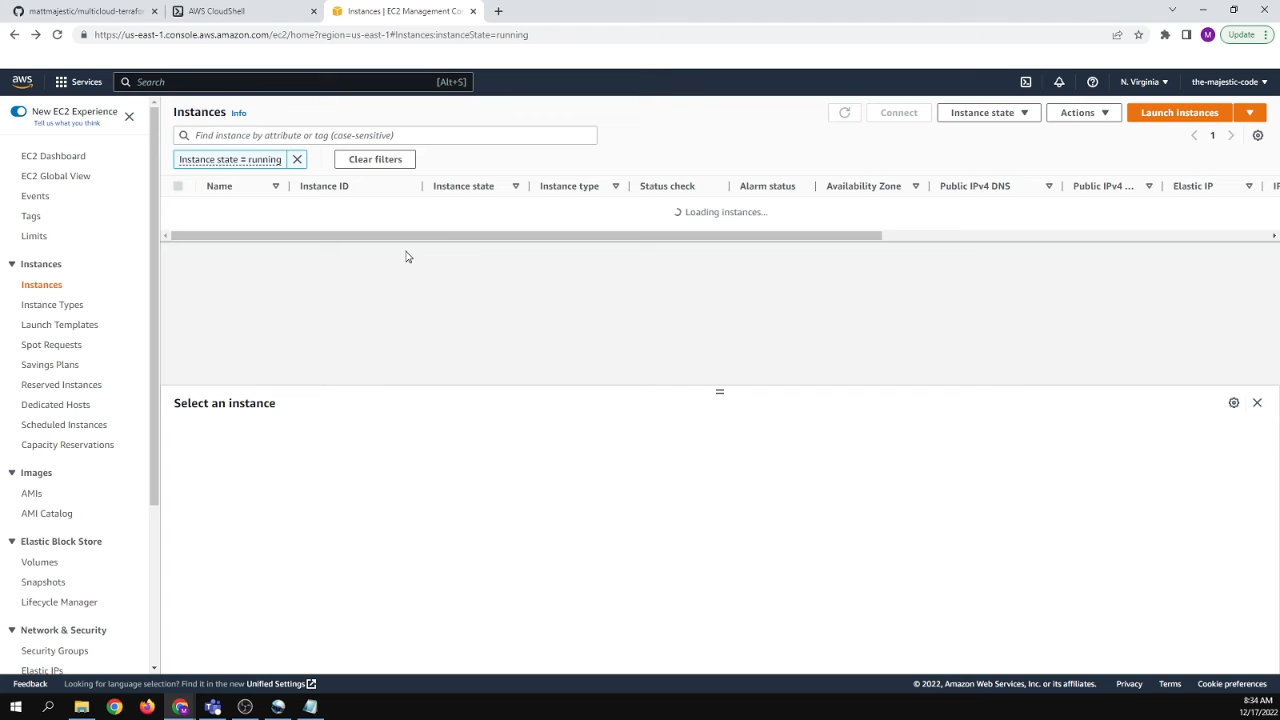 mattmajestic/multicloud-terrafo
AWS CloudShell
Instances | EC2 Management Co
https://us-east-1.console.aws.amazon.com/ec2/home?region=us-east-1#Instances:instanceState=running
M
Update
aws
Services
Search
[Alt+S]
N. Virginia
the-majestic-code
New EC2 Experience
Tell us what you think
EC2 Dashboard
EC2 Global View
Events
Tags
Limits
Instances
Instances
Instance Types
Launch Templates
Spot Requests
Savings Plans
Reserved Instances
Dedicated Hosts
Scheduled Instances
Capacity Reservations
Images
AMIs
AMI Catalog
Elastic Block Store
Volumes
Snapshots
Lifecycle Manager
Network & Security
Security Groups
Elastic IPs
Instances Info
Connect
Instance state
Actions
Launch instances
Find instance by attribute or tag (case-sensitive)
1
Instance state = running
Clear filters
Name Instance ID Instance state Instance type Status check Alarm status Availability Zone Public IPv4 DNS Public IPv4 ... Elastic IP
Loading instances...
Select an instance
Feedback
Looking for language selection? Find it in the new Unified Settings
© 2022, Amazon Web Services, Inc. or its affiliates.
Privacy
Terms
Cookie preferences
8:34 AM
12/17/2022